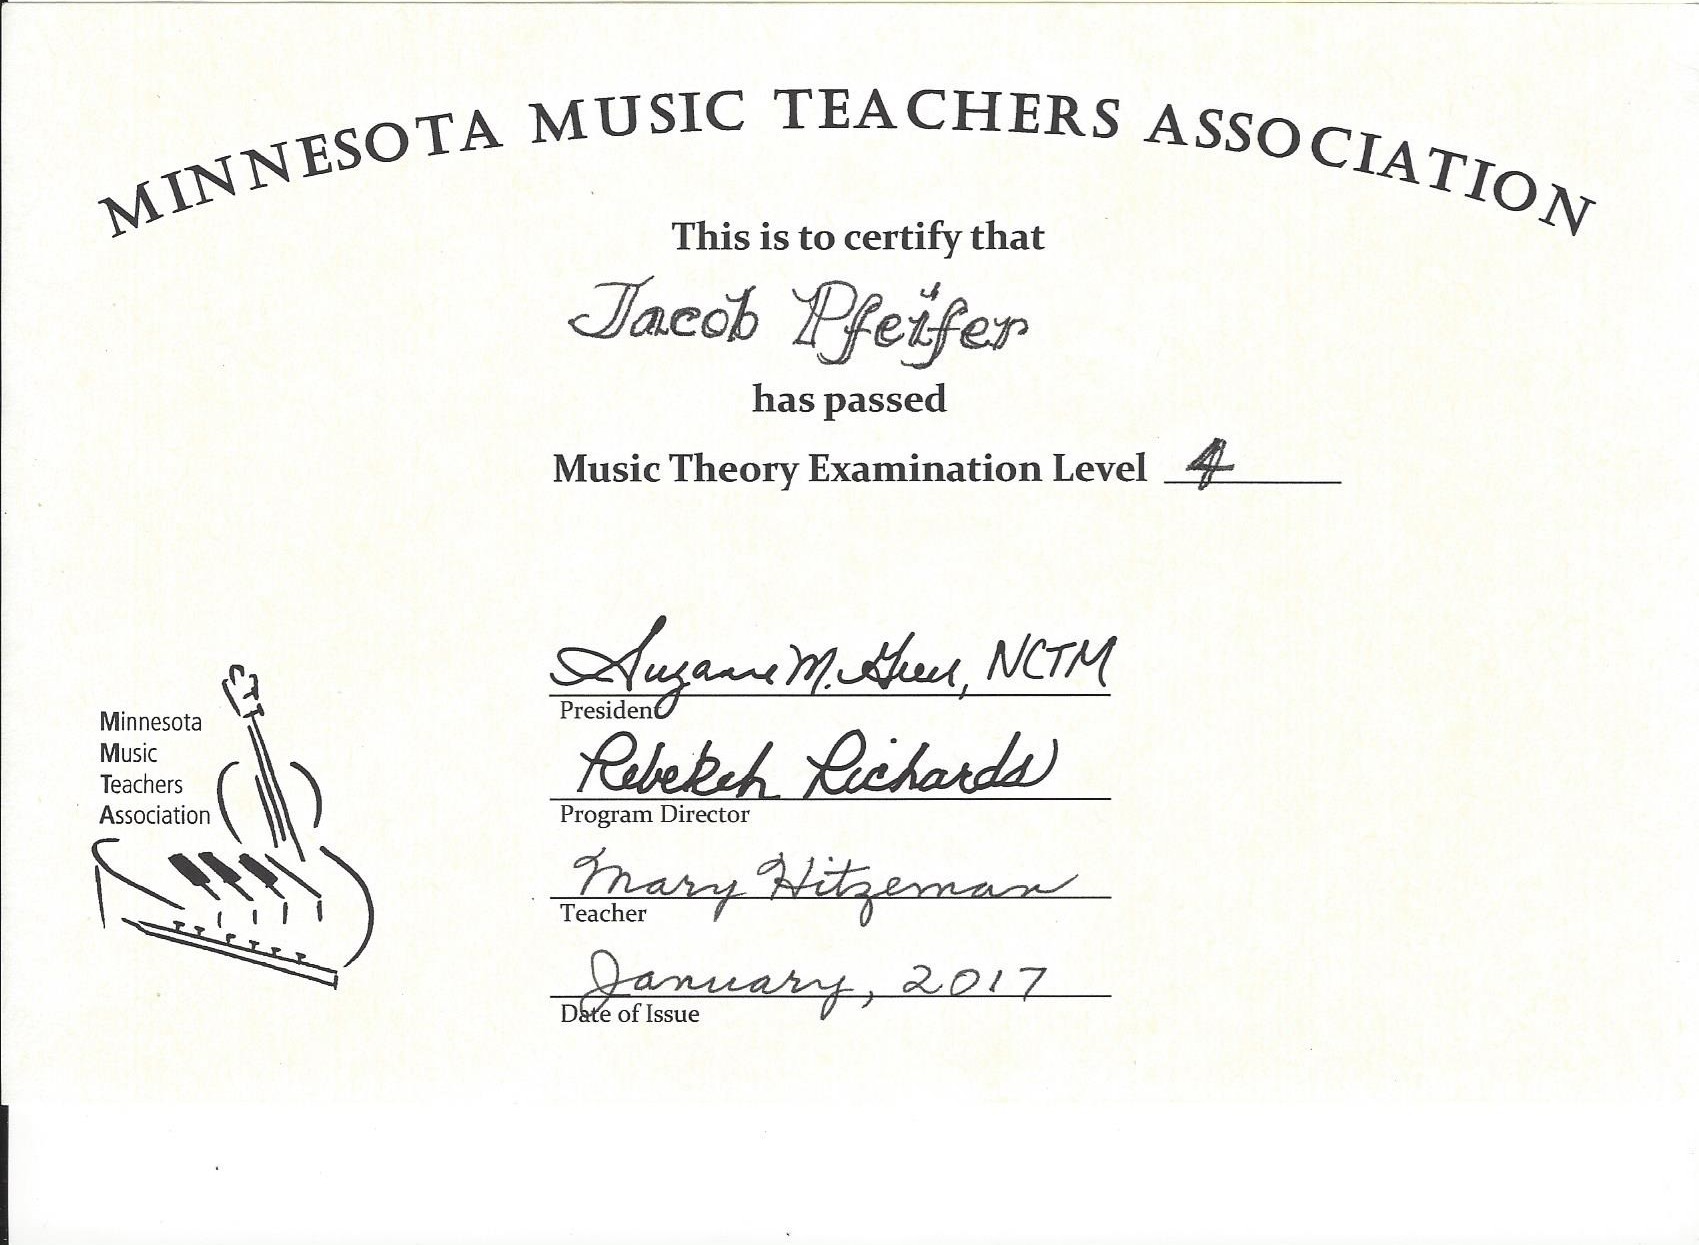 MINNESOTA MUSIC TEACHERS ASSOCIATION
This is to certify that
Jacob Pfeifer
has passed
Music Theory Examination Level 4
Suzanne M. Greer, NCTM
President
Rebekah Richards
Program Director
Mary Hitzeman
Teacher
January, 2017
Date of Issue
Minnesota
Music
Teachers
Association